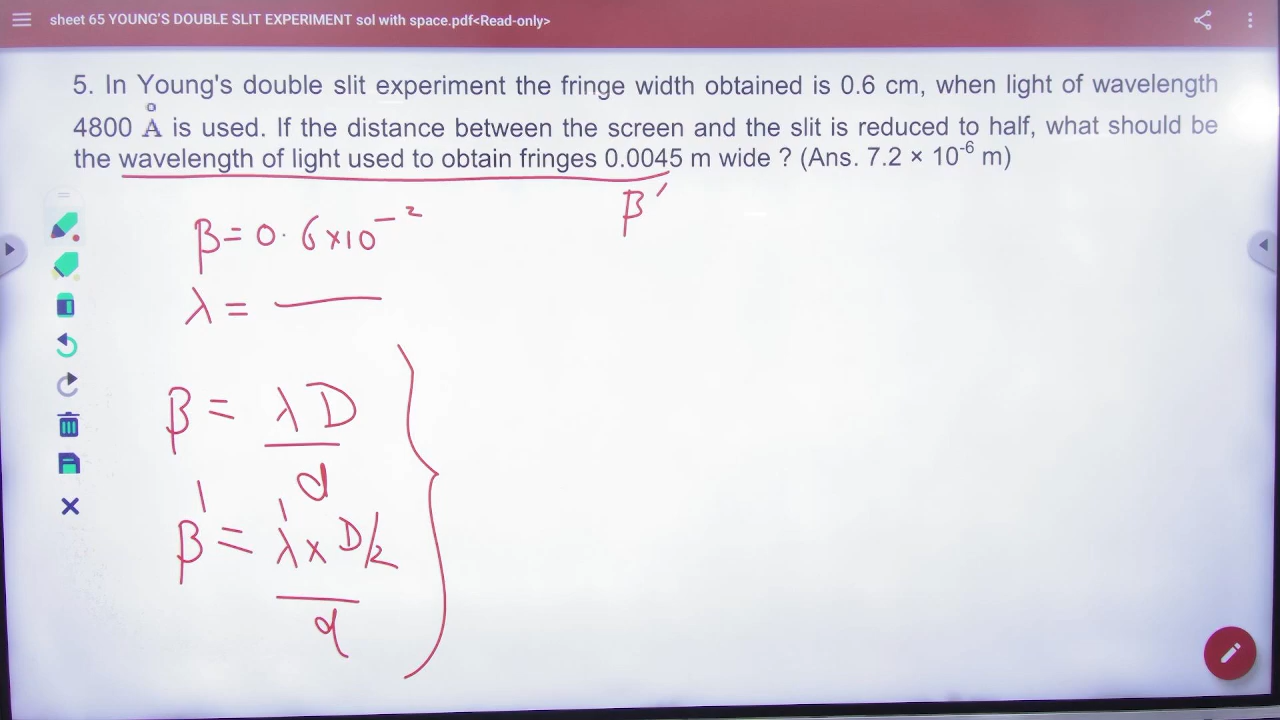 sheet 65 YOUNG'S DOUBLE SLIT EXPERIMENT sol with space.pdf<Read-only>
5. In Young's double slit experiment the fringe width obtained is 0.6 cm, when light of wavelength
4800 Å is used. If the distance between the screen and the slit is reduced to half, what should be
the wavelength of light used to obtain fringes 0.0045 m wide ? (Ans. 7.2 × 10⁻⁶ m)
β′
β = 0.6×10⁻²
λ =
β = λD/d
β′ = λ′ × D/2 / d